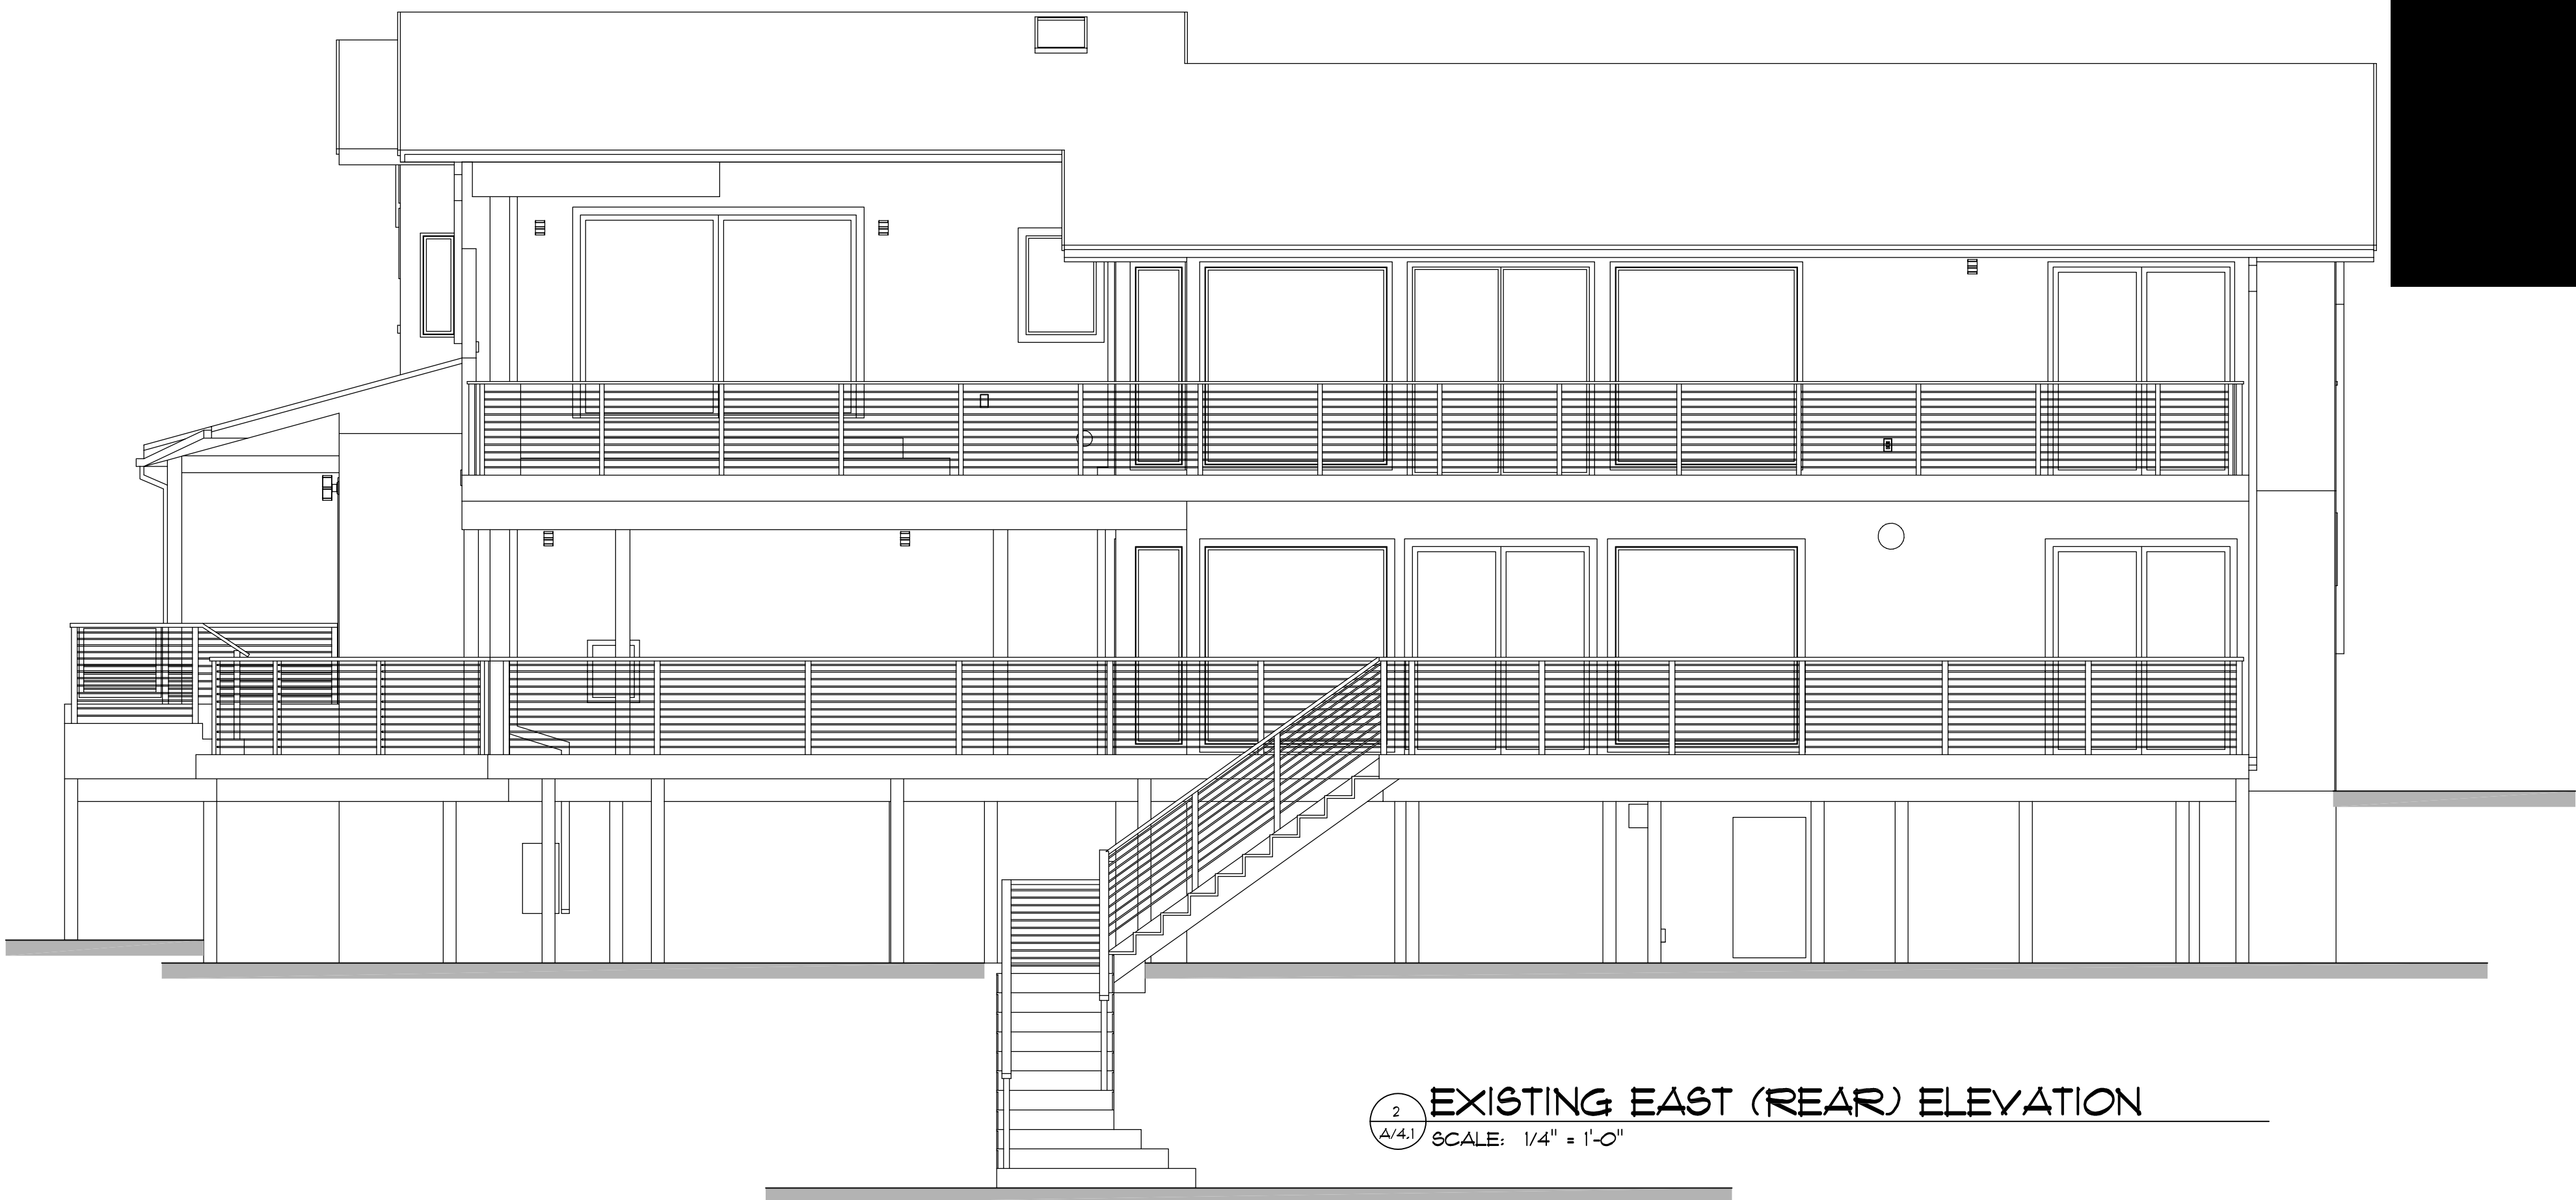 2
A/4.1
EXISTING EAST (REAR) ELEVATION
SCALE: 1/4" = 1'-0"